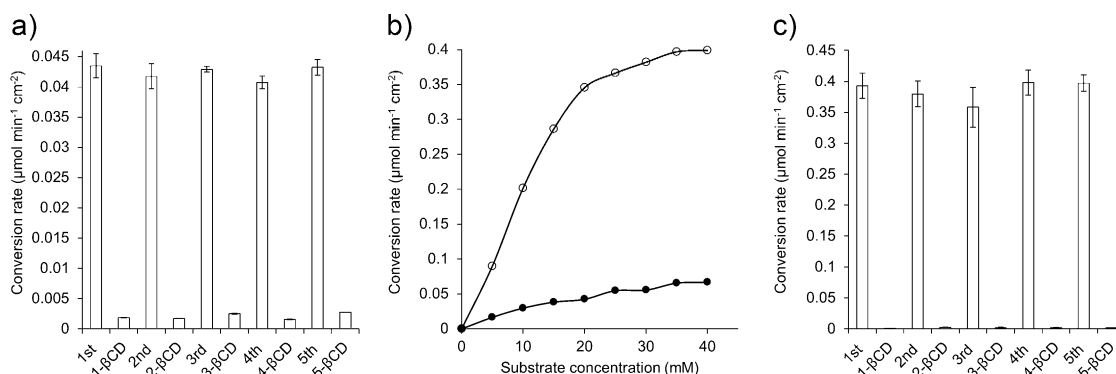 a)
Conversion rate (µmol min⁻¹ cm⁻²)
0.045
0.04
0.035
0.03
0.025
0.02
0.015
0.01
0.005
0
1st
1-βCD
2nd
2-βCD
3rd
3-βCD
4th
4-βCD
5th
5-βCD
b)
Conversion rate (µmol min⁻¹ cm⁻²)
0.4
0.35
0.3
0.25
0.2
0.15
0.1
0.05
0
0 10 20 30 40
Substrate concentration (mM)
c)
Conversion rate (µmol min⁻¹ cm⁻²)
0.45
0.4
0.35
0.3
0.25
0.2
0.15
0.1
0.05
0
1st
1-βCD
2nd
2-βCD
3rd
3-βCD
4th
4-βCD
5th
5-βCD